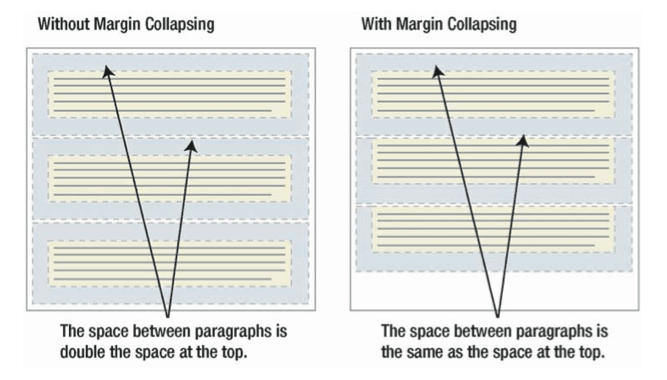 Without Margin Collapsing
With Margin Collapsing
The space between paragraphs is
double the space at the top.
The space between paragraphs is
the same as the space at the top.